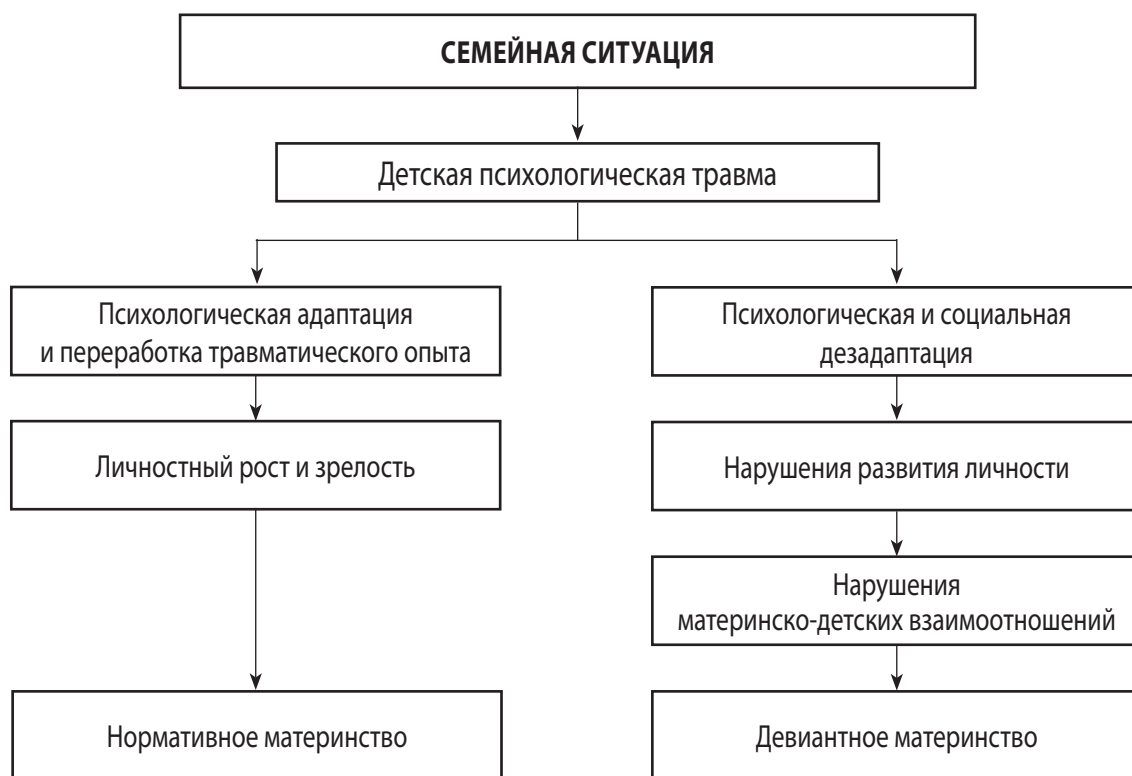 СЕМЕЙНАЯ СИТУАЦИЯ
Детская психологическая травма
Психологическая адаптация
и переработка травматического опыта
Психологическая и социальная
дезадаптация
Личностный рост и зрелость
Нарушения развития личности
Нарушения
материнско-детских взаимоотношений
Нормативное материнство
Девиантное материнство